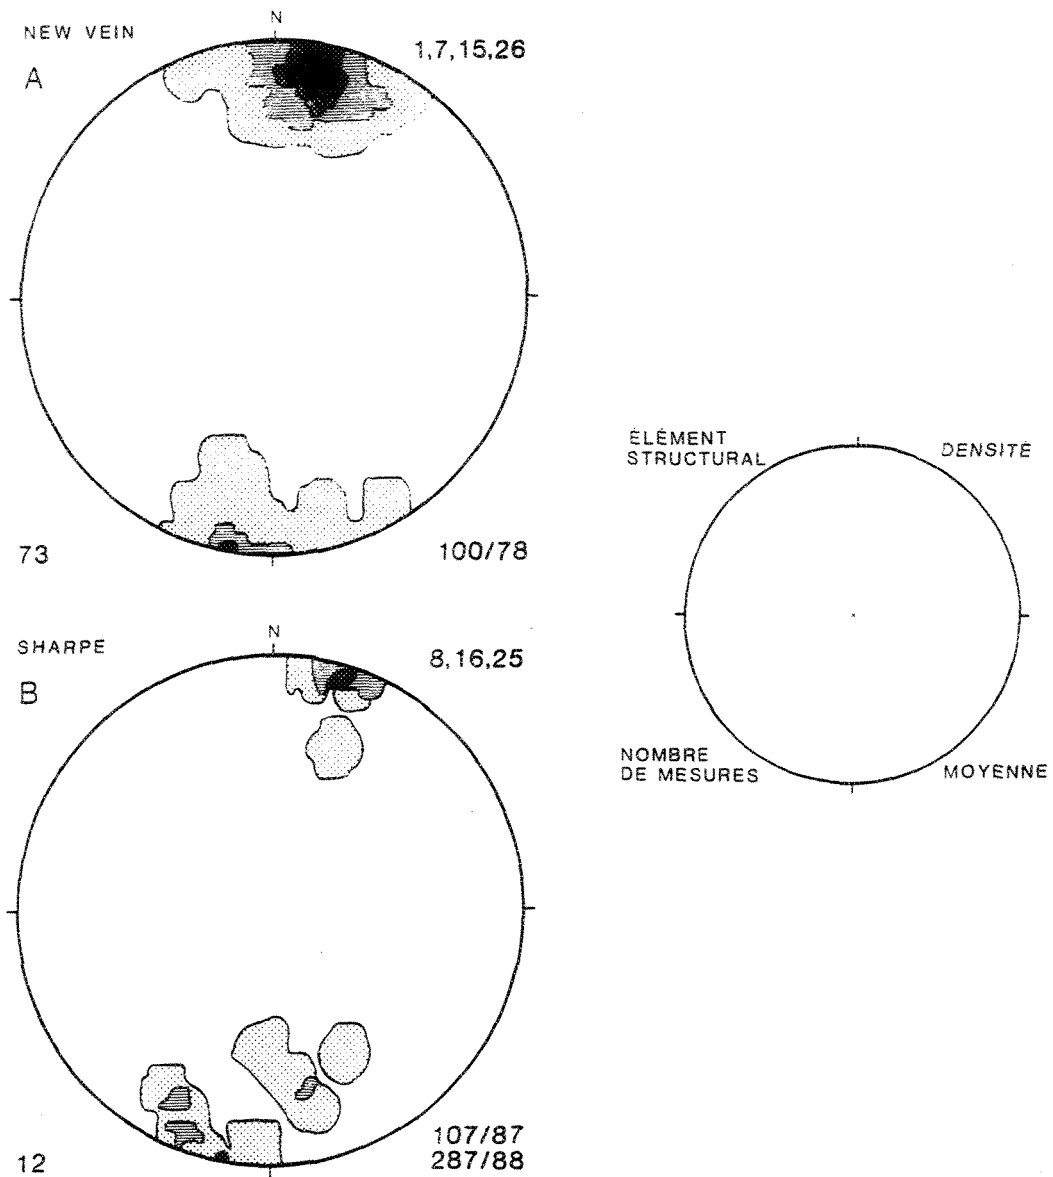 NEW VEIN
N
1,7,15,26
A
73
100/78
SHARPE
N
8,16,25
B
12
107/87
287/88
ÉLÉMENT
STRUCTURAL
DENSITÉ
NOMBRE
DE MESURES
MOYENNE